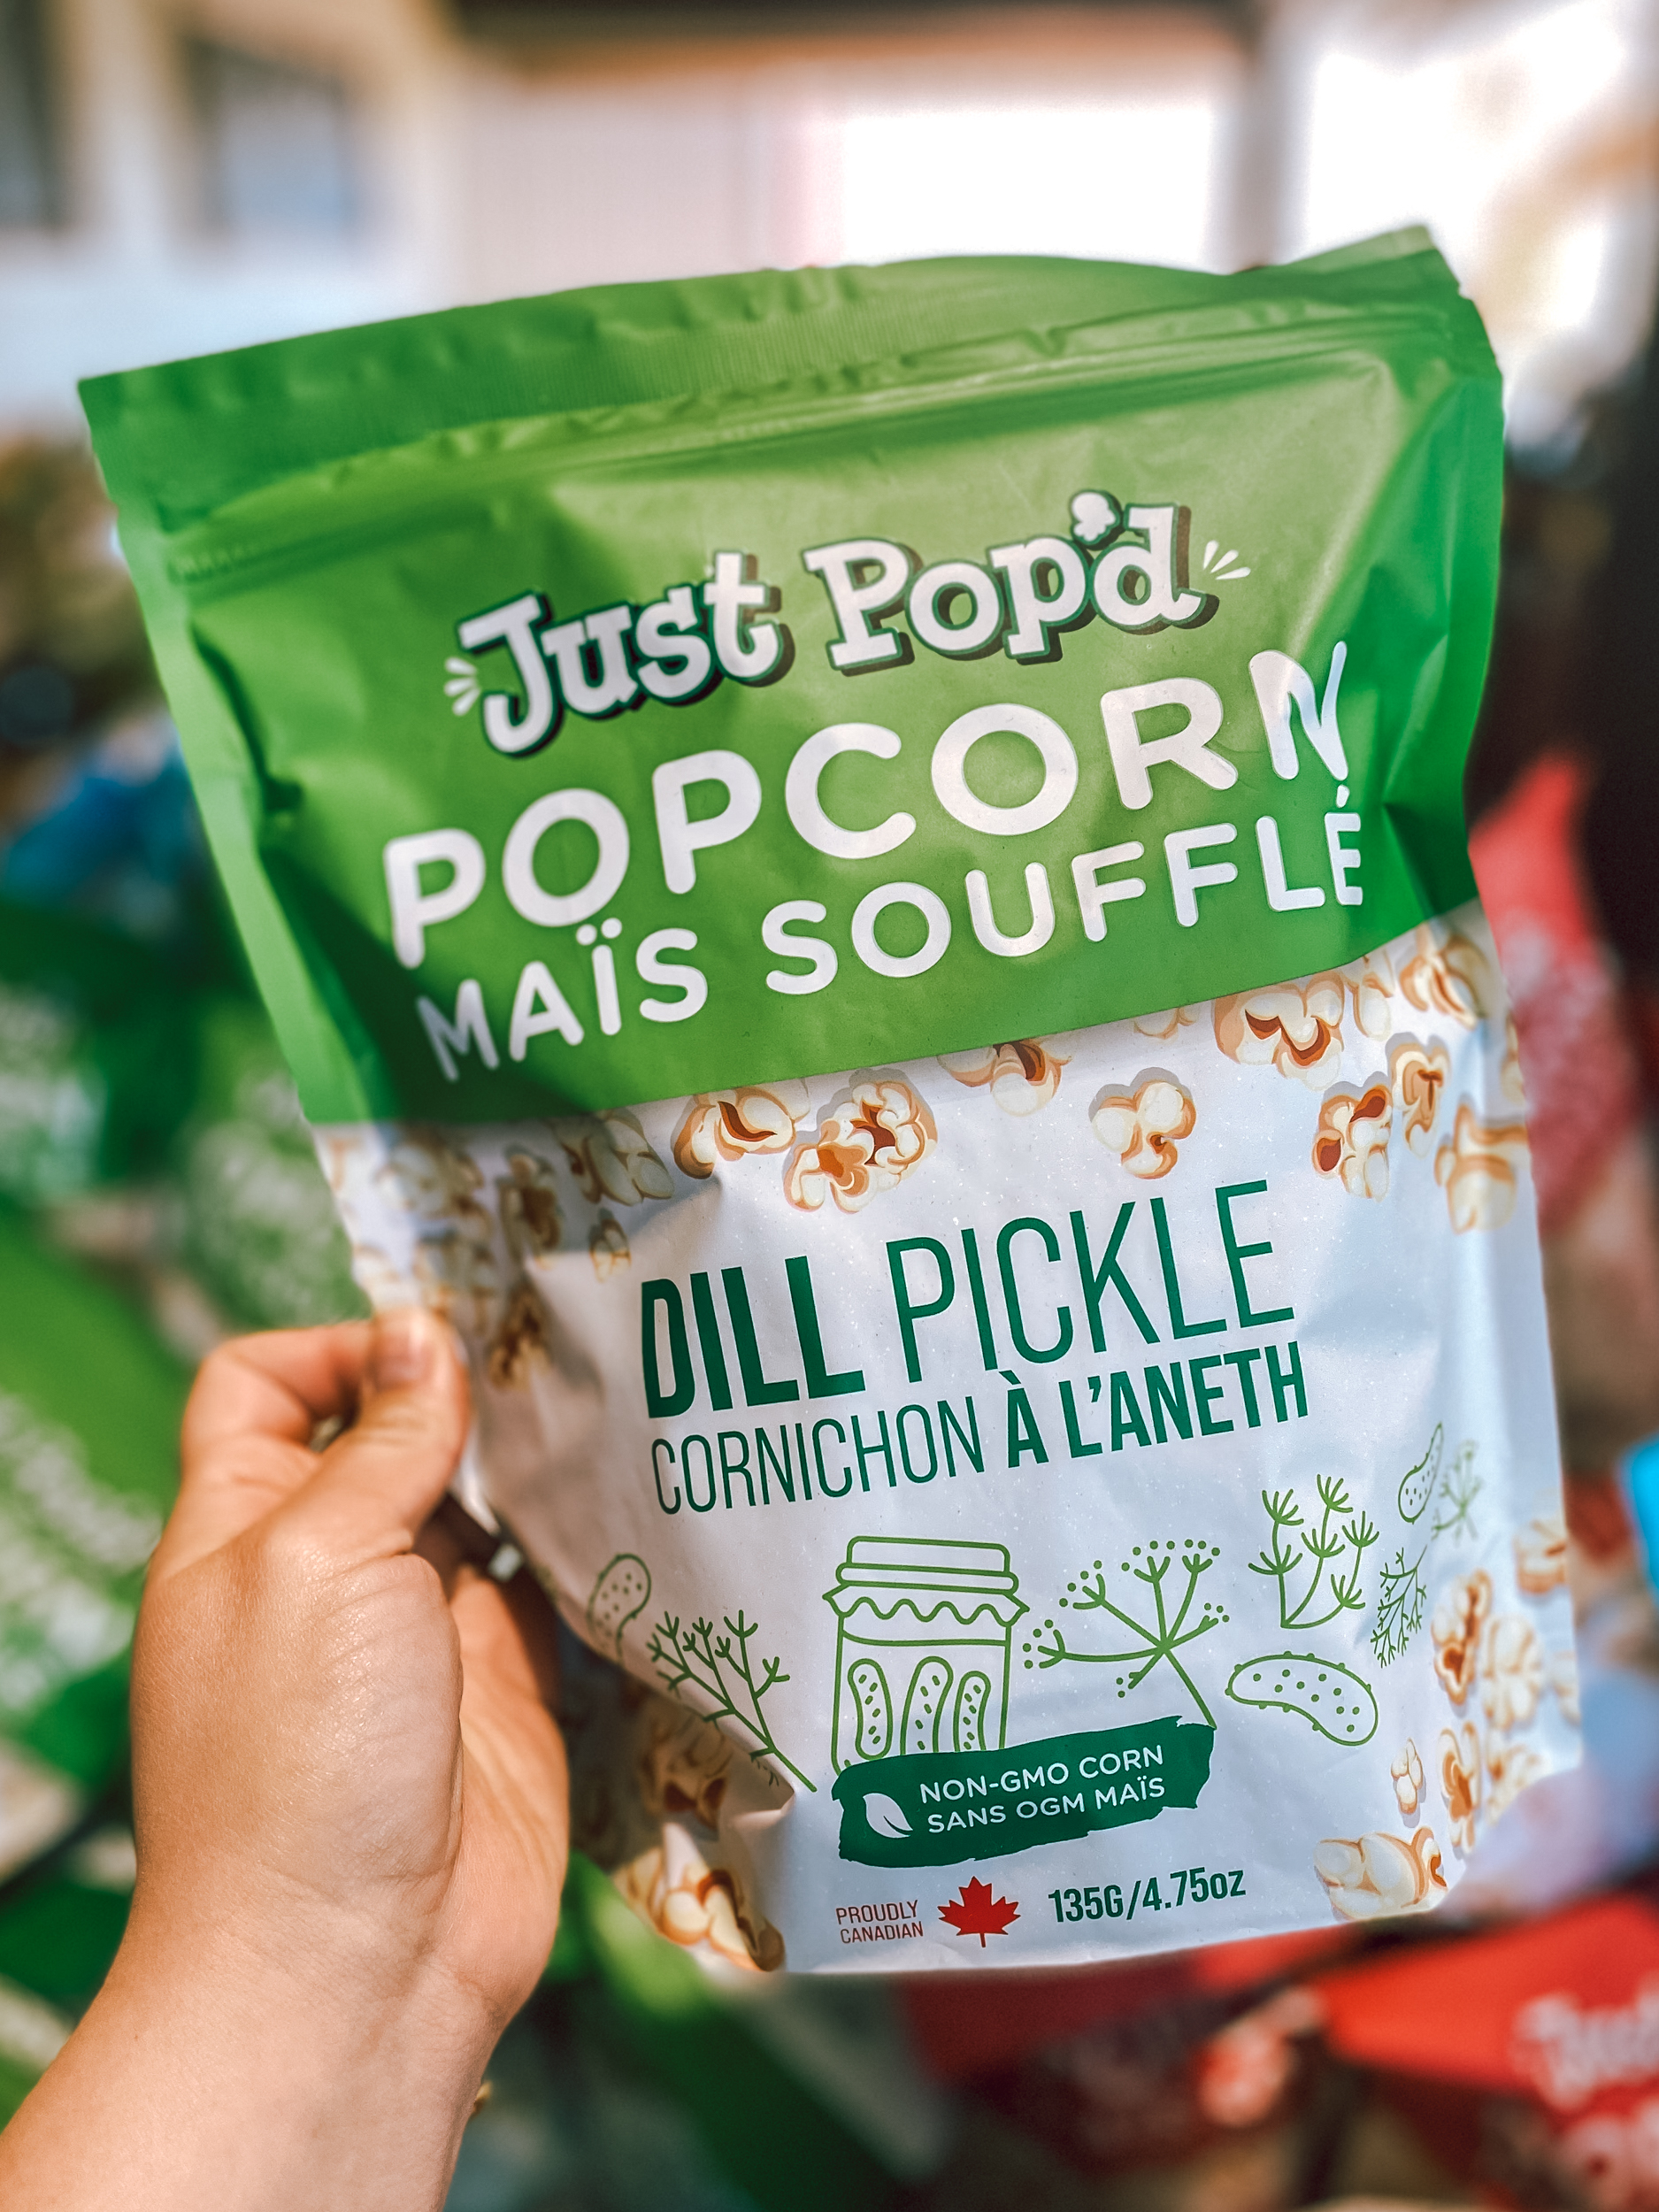 Just Pop'd
POPCORN
MAÏS SOUFFLÉ
DILL PICKLE
CORNICHON À L'ANETH
NON-GMO CORN
SANS OGM MAÏS
PROUDLY
CANADIAN
135G/4.75oz